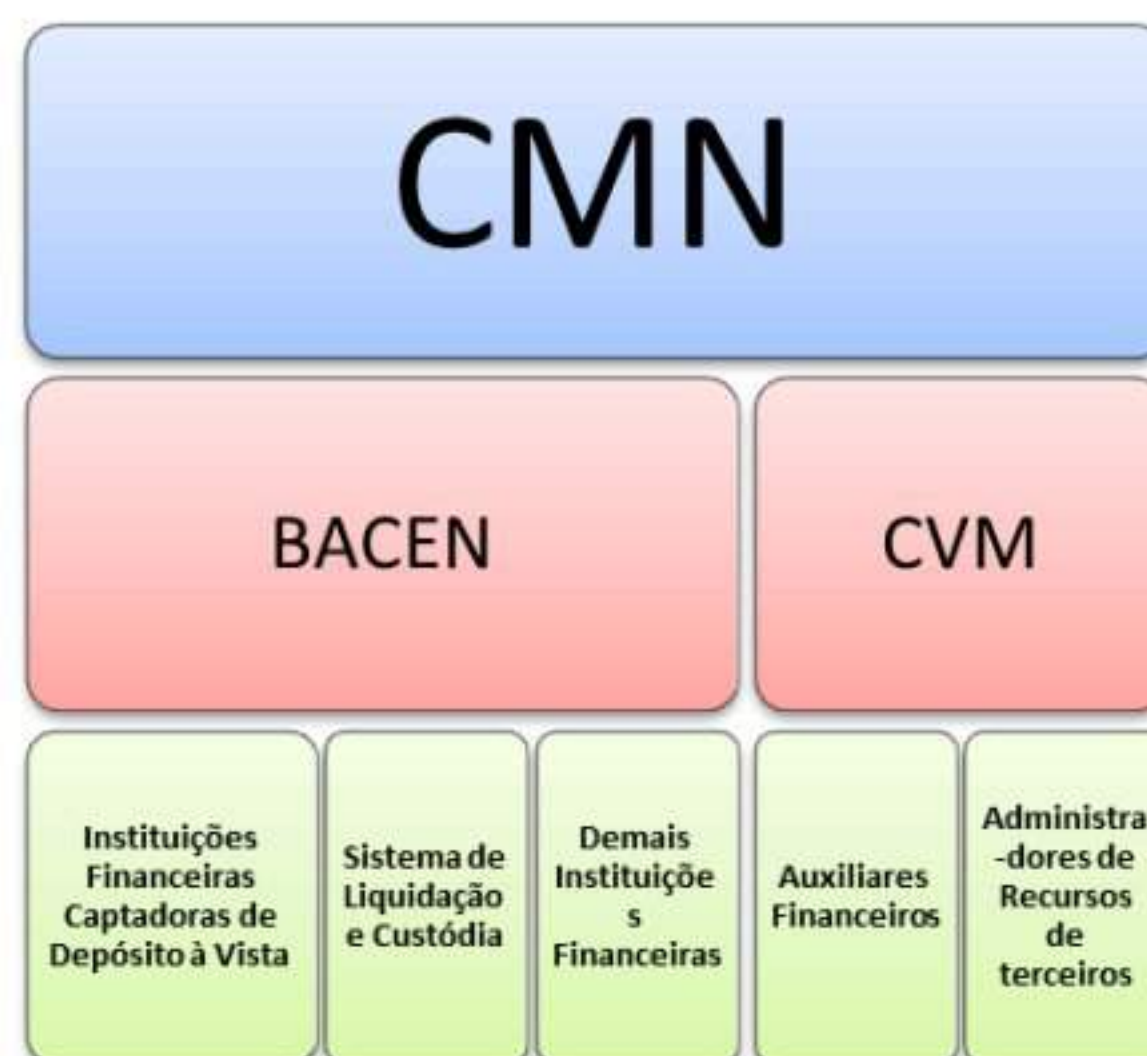 CMN
BACEN
CVM
Instituições
Financeiras
Captadoras de
Depósito à Vista
Sistema de
Liquidação
e Custódia
Demais
Instituiçõe
s
Financeiras
Auxiliares
Financeiros
Administra
-dores de
Recursos
de
terceiros